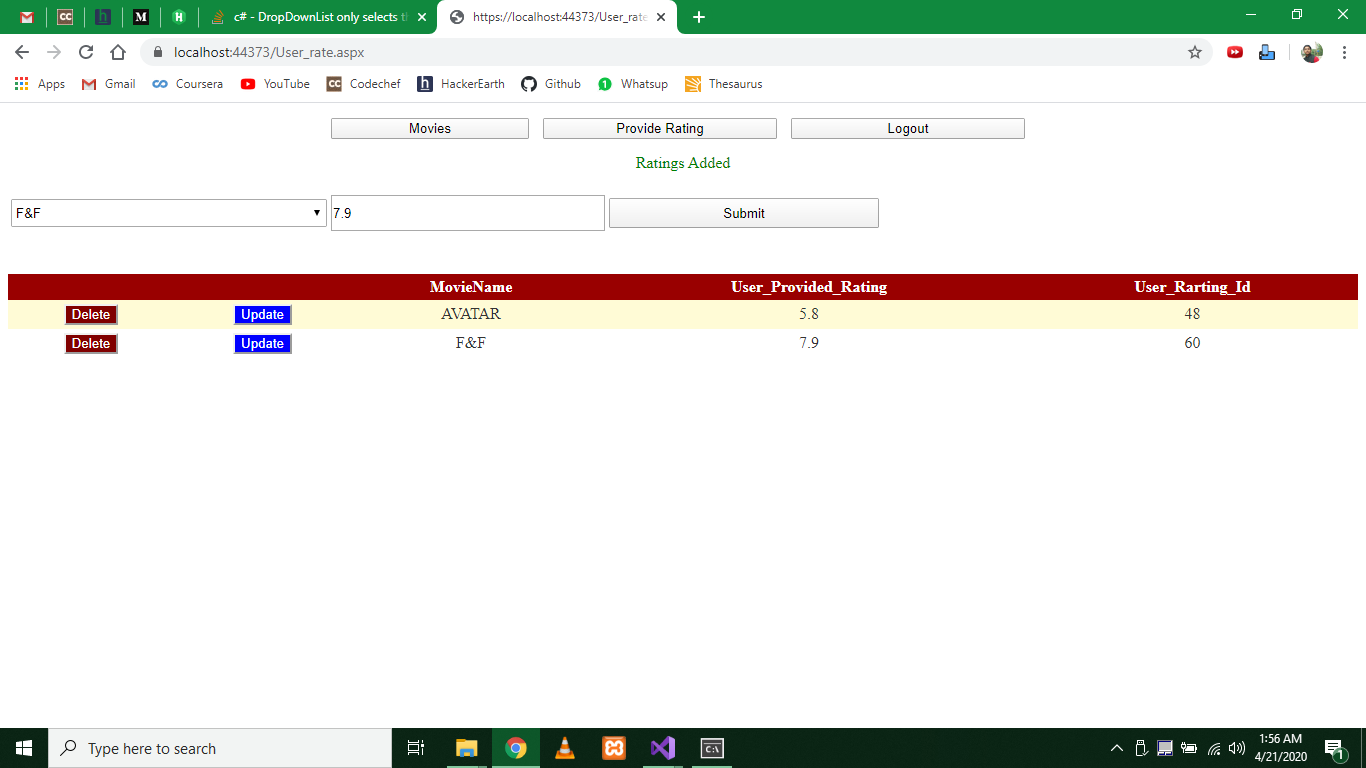 c# - DropDownList only selects t
https://localhost:44373/User_rate
localhost:44373/User_rate.aspx
Apps Gmail Coursera YouTube CC Codechef h HackerEarth Github 1 Whatsup Thesaurus
Movies Provide Rating Logout
Ratings Added
F&F 7.9 Submit
MovieName User_Provided_Rating User_Rarting_Id
Delete Update AVATAR 5.8 48
Delete Update F&F 7.9 60
Type here to search
1:56 AM
4/21/2020
1